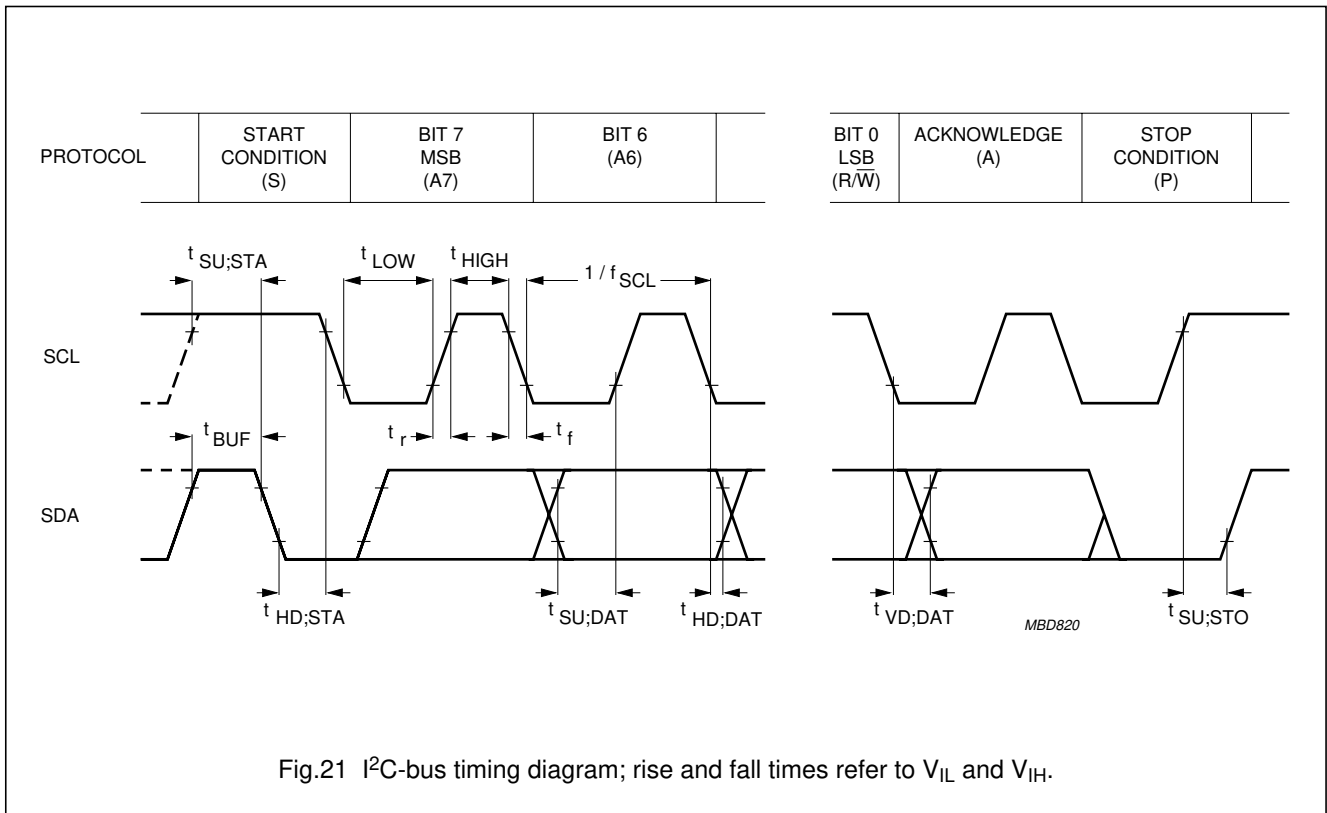 PROTOCOL
START
CONDITION
(S)
BIT 7
MSB
(A7)
BIT 6
(A6)
BIT 0
LSB
(R/W̅)
ACKNOWLEDGE
(A)
STOP
CONDITION
(P)
t SU;STA
t LOW
t HIGH
1 / f SCL
SCL
t BUF
t r
t f
SDA
t HD;STA
t SU;DAT
t HD;DAT
t VD;DAT
MBD820
t SU;STO
Fig.21 I²C-bus timing diagram; rise and fall times refer to V_IL and V_IH.